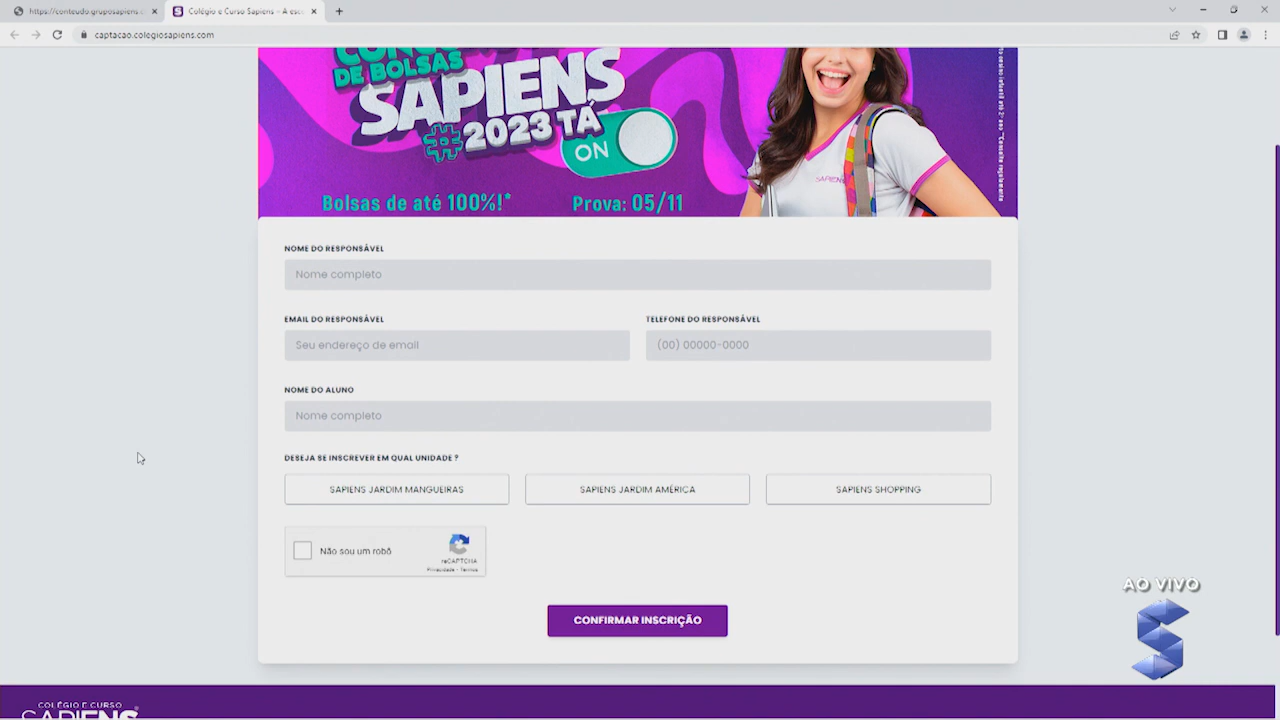 https://conteudo.gruposapiens.c
Colégio e Curso Sapiens – A esco
captacao.colegiosapiens.com
DE BOLSAS
SAPIENS
#2023 TÁ
ON
Bolsas de até 100%!*
Prova: 05/11
SAPIENS
NOME DO RESPONSÁVEL
Nome completo
EMAIL DO RESPONSÁVEL
TELEFONE DO RESPONSÁVEL
Seu endereço de email
(00) 00000-0000
NOME DO ALUNO
Nome completo
DESEJA SE INSCREVER EM QUAL UNIDADE ?
SAPIENS JARDIM MANGUEIRAS
SAPIENS JARDIM AMÉRICA
SAPIENS SHOPPING
Não sou um robô
reCAPTCHA
Privacidade - Termos
CONFIRMAR INSCRIÇÃO
AO VIVO
COLÉGIO E CURSO
SAPIENS